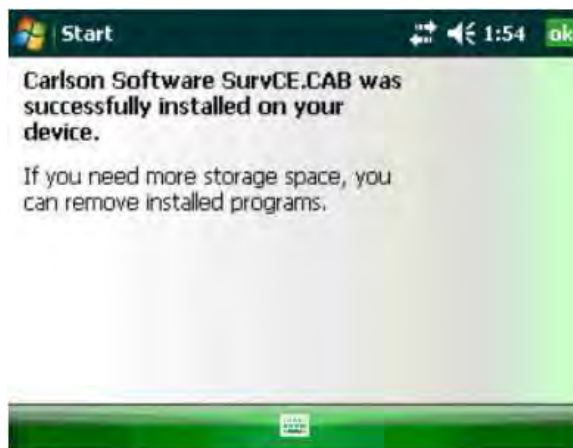 Start 1:54 ok
Carlson Software SurvCE.CAB was
successfully installed on your
device.
If you need more storage space, you
can remove installed programs.